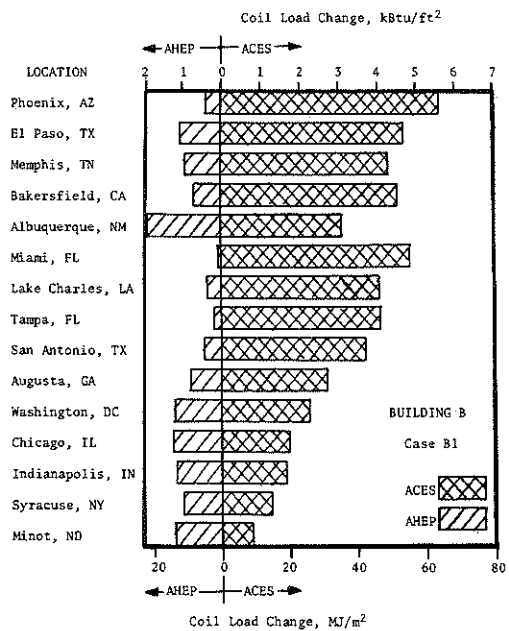 Coil Load Change, kBtu/ft²
AHEP ACES
LOCATION
2 1 0 1 2 3 4 5 6 7
Phoenix, AZ
El Paso, TX
Memphis, TN
Bakersfield, CA
Albuquerque, NM
Miami, FL
Lake Charles, LA
Tampa, FL
San Antonio, TX
Augusta, GA
Washington, DC
BUILDING B
Chicago, IL
Case B1
Indianapolis, IN
ACES
Syracuse, NY
AHEP
Minot, ND
20 0 20 40 60 80
AHEP ACES
Coil Load Change, MJ/m²